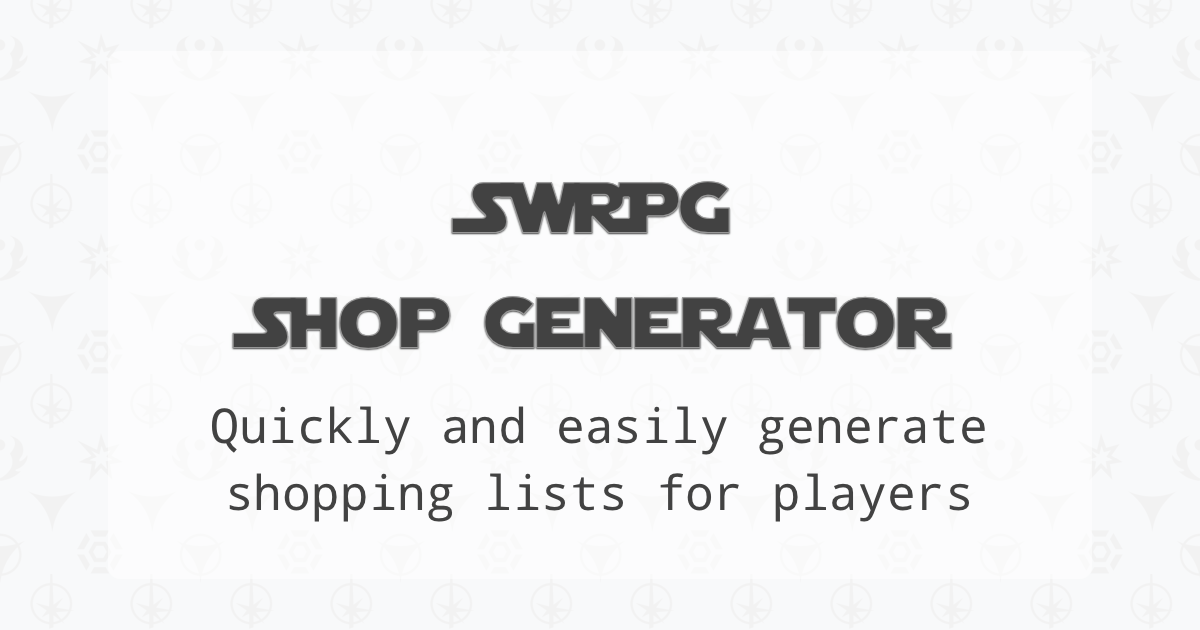 SWRPG
SHOP GENERATOR
Quickly and easily generate
shopping lists for players